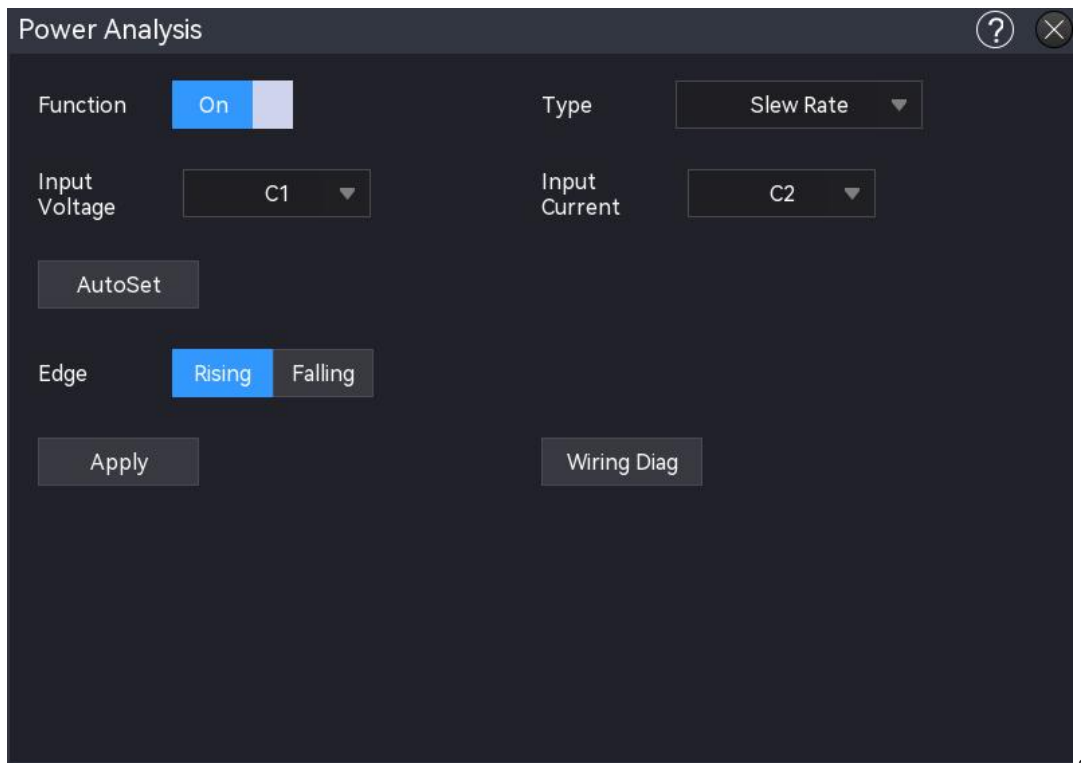 Power Analysis
?
Function On Type Slew Rate
Input Voltage C1 Input Current C2
AutoSet
Edge Rising Falling
Apply Wiring Diag